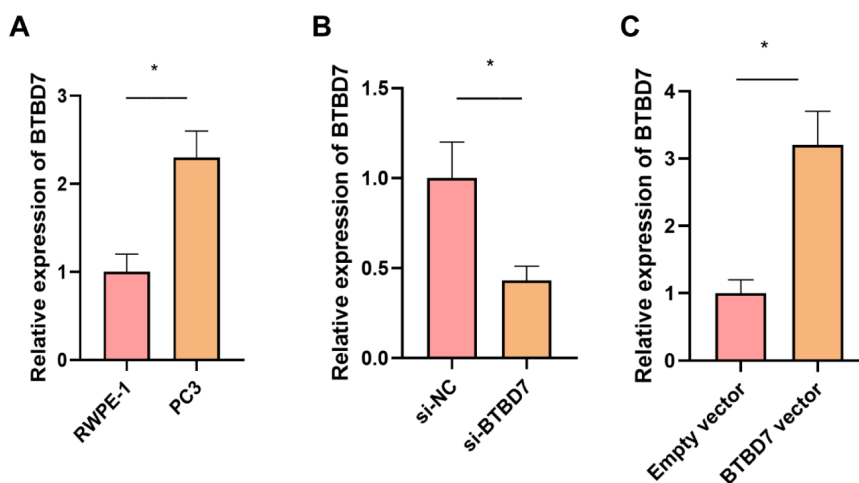 A
Relative expression of BTBD7
3
2
1
0
*
RWPE-1
PC3
B
Relative expression of BTBD7
1.5
1.0
0.5
0.0
*
si-NC
si-BTBD7
C
Relative expression of BTBD7
4
3
2
1
0
*
Empty vector
BTBD7 vector